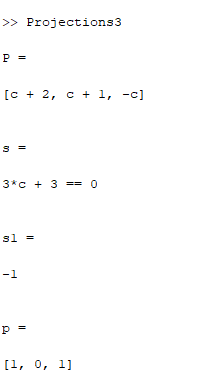 >> Projections3
P =
[c + 2, c + 1, -c]
s =
3*c + 3 == 0
s1 =
-1
p =
[1, 0, 1]